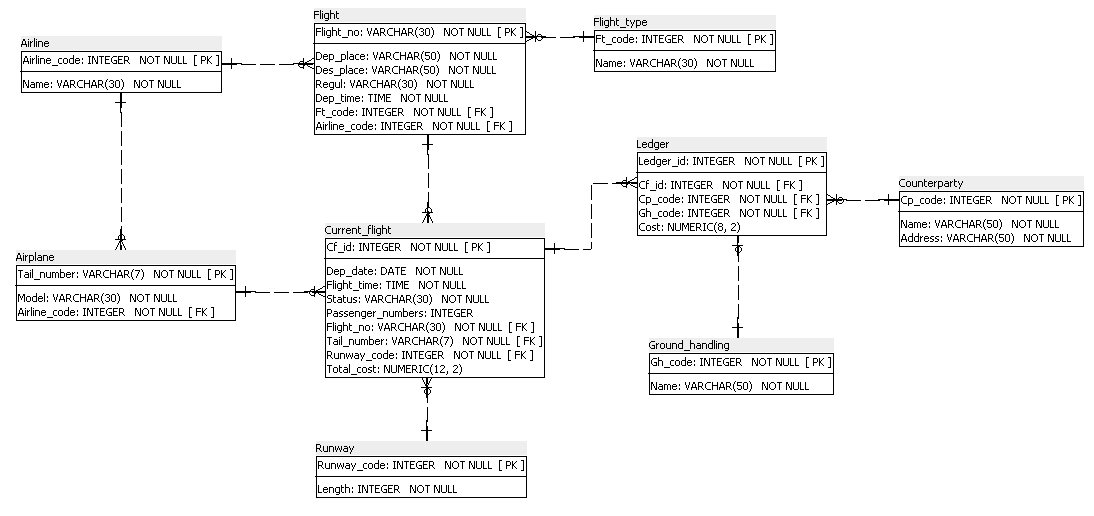 Airline
Airline_code: INTEGER NOT NULL [ PK ]
Name: VARCHAR(30) NOT NULL
Flight
Flight_no: VARCHAR(30) NOT NULL [ PK ]
Dep_place: VARCHAR(50) NOT NULL
Des_place: VARCHAR(50) NOT NULL
Regul: VARCHAR(30) NOT NULL
Dep_time: TIME NOT NULL
Ft_code: INTEGER NOT NULL [ FK ]
Airline_code: INTEGER NOT NULL [ FK ]
Flight_type
Ft_code: INTEGER NOT NULL [ PK ]
Name: VARCHAR(30) NOT NULL
Ledger
Ledger_id: INTEGER NOT NULL [ PK ]
Cf_id: INTEGER NOT NULL [ FK ]
Cp_code: INTEGER NOT NULL [ FK ]
Gh_code: INTEGER NOT NULL [ FK ]
Cost: NUMERIC(8, 2)
Counterparty
Cp_code: INTEGER NOT NULL [ PK ]
Name: VARCHAR(50) NOT NULL
Address: VARCHAR(50) NOT NULL
Airplane
Tail_number: VARCHAR(7) NOT NULL [ PK ]
Model: VARCHAR(30) NOT NULL
Airline_code: INTEGER NOT NULL [ FK ]
Current_flight
Cf_id: INTEGER NOT NULL [ PK ]
Dep_date: DATE NOT NULL
Flight_time: TIME NOT NULL
Status: VARCHAR(30) NOT NULL
Passenger_numbers: INTEGER
Flight_no: VARCHAR(30) NOT NULL [ FK ]
Tail_number: VARCHAR(7) NOT NULL [ FK ]
Runway_code: INTEGER NOT NULL [ FK ]
Total_cost: NUMERIC(12, 2)
Ground_handling
Gh_code: INTEGER NOT NULL [ PK ]
Name: VARCHAR(50) NOT NULL
Runway
Runway_code: INTEGER NOT NULL [ PK ]
Length: INTEGER NOT NULL